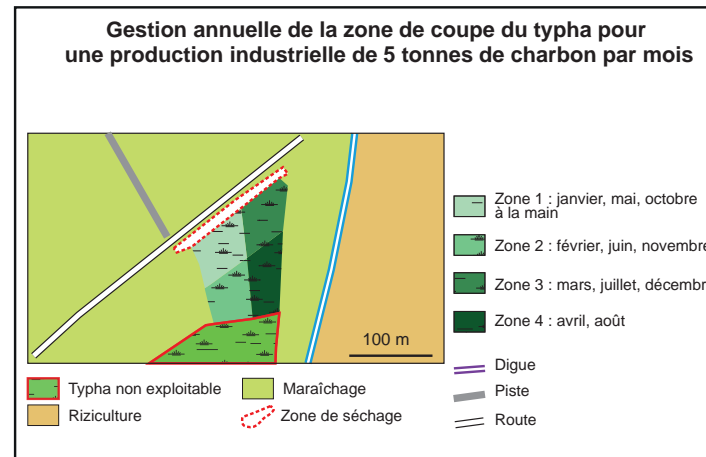 Gestion annuelle de la zone de coupe du typha pour
une production industrielle de 5 tonnes de charbon par mois
Zone 1 : janvier, mai, octobre
à la main
Zone 2 : février, juin, novembre
Zone 3 : mars, juillet, décembr
Zone 4 : avril, août
100 m
Digue
Piste
Route
Typha non exploitable
Maraîchage
Riziculture
Zone de séchage